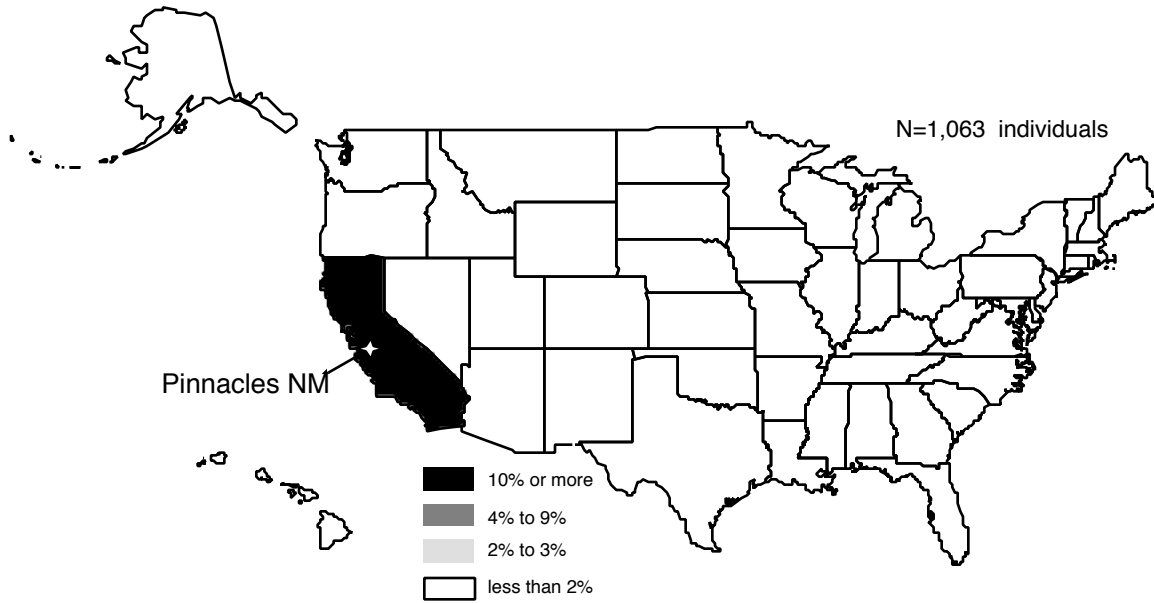 N=1,063 individuals
Pinnacles NM
10% or more
4% to 9%
2% to 3%
less than 2%